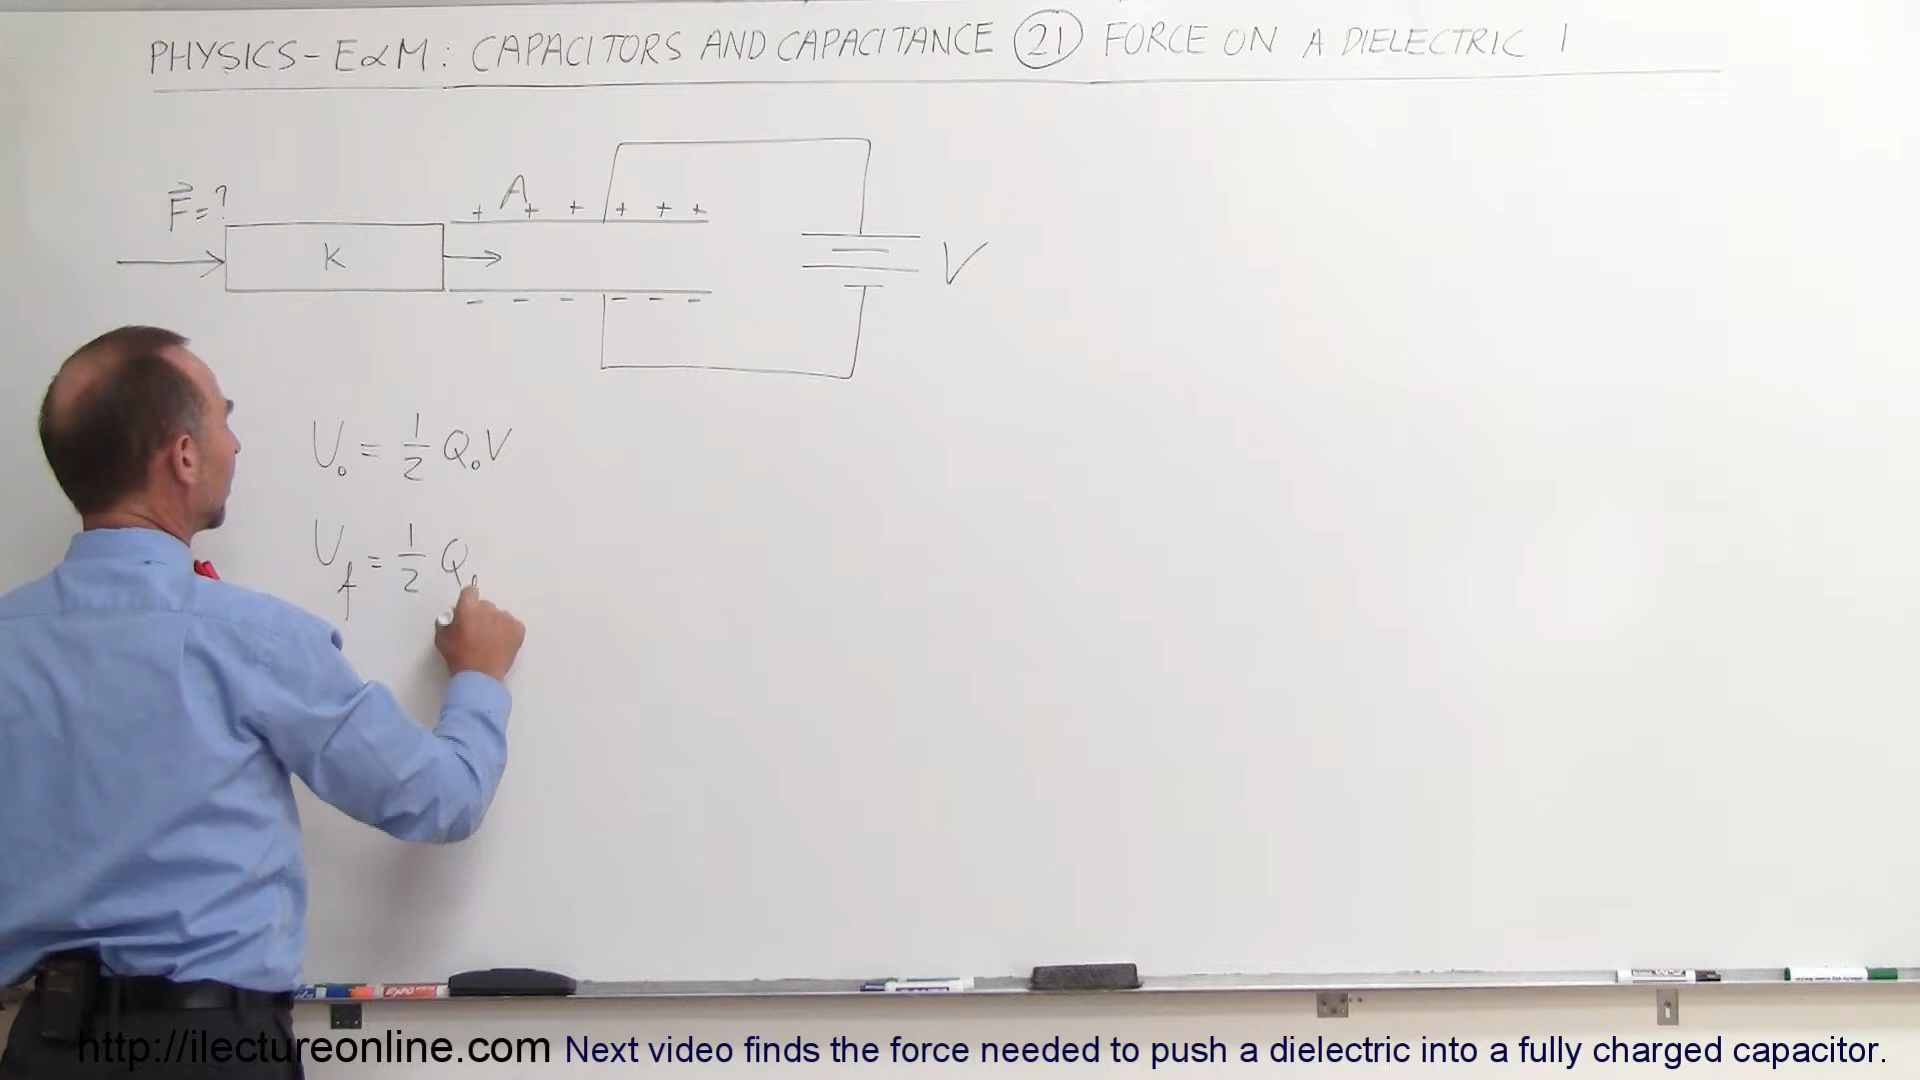 PHYSICS - E∝M : CAPACITORS AND CAPACITANCE (21) FORCE ON A DIELECTRIC 1
F = ?
A
+ + + + + +
K
V
- - - - - -
U₀ = 1/2 Q₀V
U_f = 1/2 Q
EXPO
http://ilectureonline.com Next video finds the force needed to push a dielectric into a fully charged capacitor.